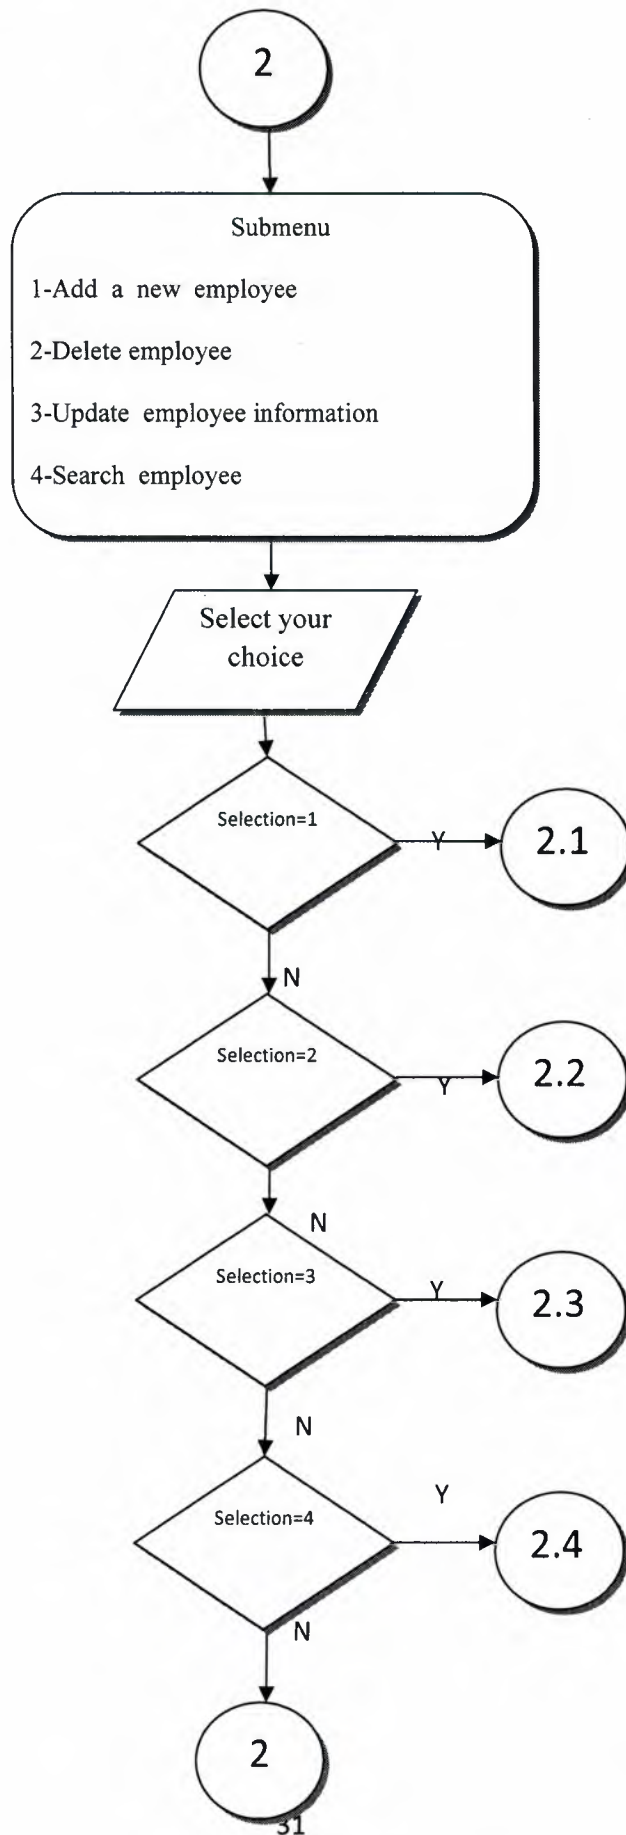 2
Submenu
1-Add a new employee
2-Delete employee
3-Update employee information
4-Search employee
Select your
choice
Selection=1
Y
2.1
N
Selection=2
Y
2.2
N
Selection=3
Y
2.3
N
Selection=4
Y
2.4
N
2
31